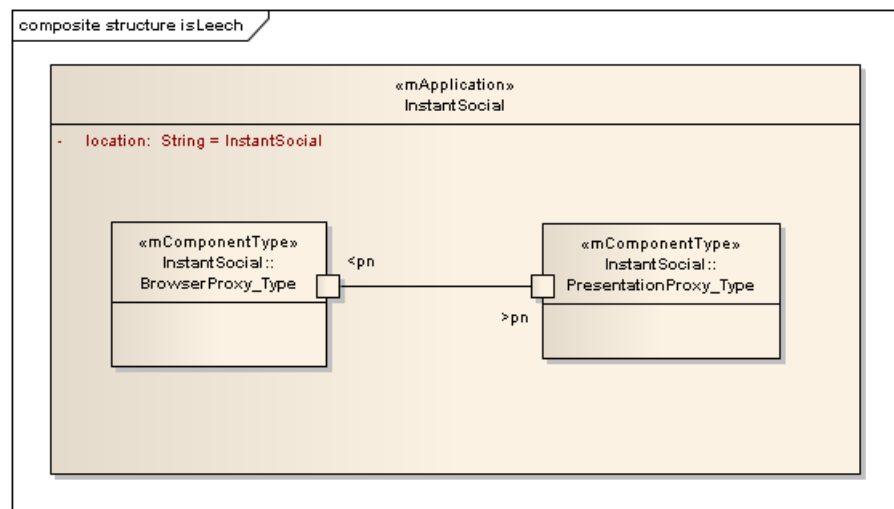 composite structure isLeech
«mApplication»
InstantSocial
- location: String = InstantSocial
«mComponentType»
InstantSocial::
BrowserProxy_Type
<pn
«mComponentType»
InstantSocial::
PresentationProxy_Type
>pn